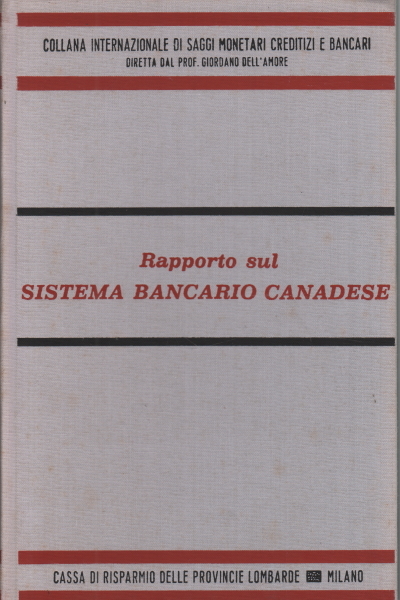 COLLANA INTERNAZIONALE DI SAGGI MONETARI CREDITIZI E BANCARI
DIRETTA DAL PROF. GIORDANO DELL'AMORE
Rapporto sul
SISTEMA BANCARIO CANADESE
CASSA DI RISPARMIO DELLE PROVINCIE LOMBARDE MILANO